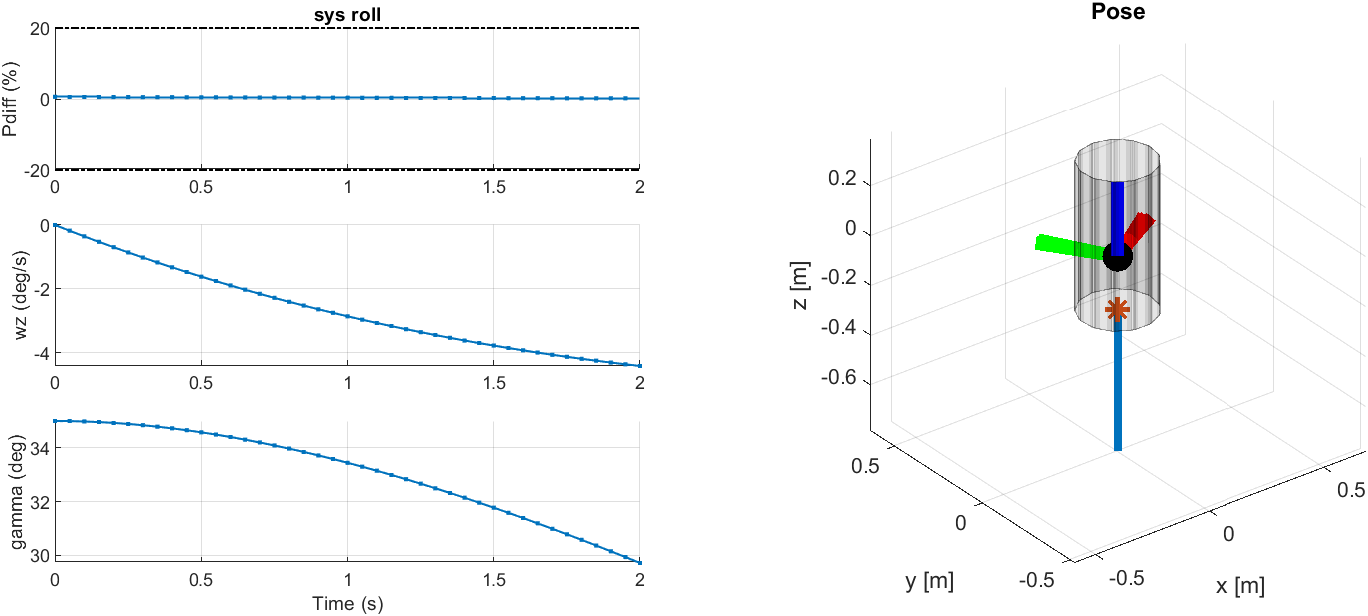 sys roll
Pdiff (%)
20
0
-20
0 0.5 1 1.5 2
wz (deg/s)
0
-2
-4
0 0.5 1 1.5 2
gamma (deg)
34
32
30
0 0.5 1 1.5 2
Time (s)
Pose
z [m]
0.2
0
-0.2
-0.4
-0.6
0.5
0
-0.5
y [m]
-0.5
0
0.5
x [m]